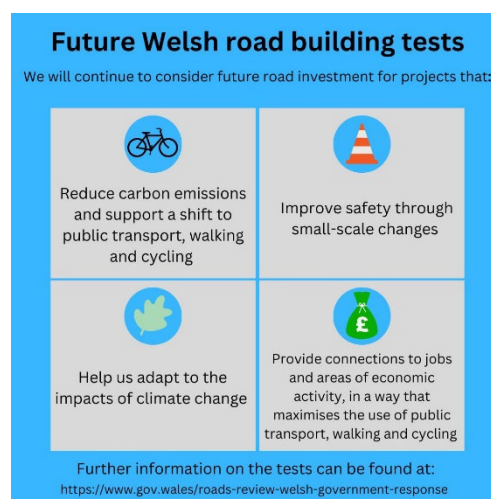 Future Welsh road building tests
We will continue to consider future road investment for projects that:
Reduce carbon emissions
and support a shift to
public transport, walking
and cycling
Improve safety through
small-scale changes
Help us adapt to the
impacts of climate change
£
Provide connections to jobs
and areas of economic
activity, in a way that
maximises the use of public
transport, walking and cycling
Further information on the tests can be found at:
https://www.gov.wales/roads-review-welsh-government-response